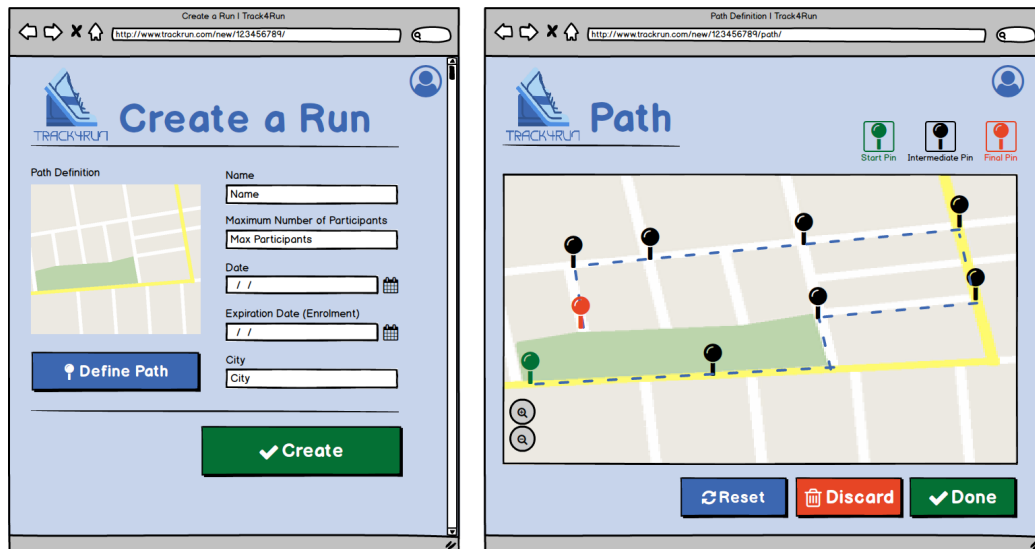 Create a Run | Track4Run
http://www.trackrun.com/new/123456789/
TRACK4RUN
Create a Run
Path Definition
Define Path
Name
Name
Maximum Number of Participants
Max Participants
Date
/ /
Expiration Date (Enrolment)
/ /
City
City
Create
Path Definition | Track4Run
http://www.trackrun.com/new/123456789/path/
TRACK4RUN
Path
Start Pin
Intermediate Pin
Final Pin
Reset
Discard
Done